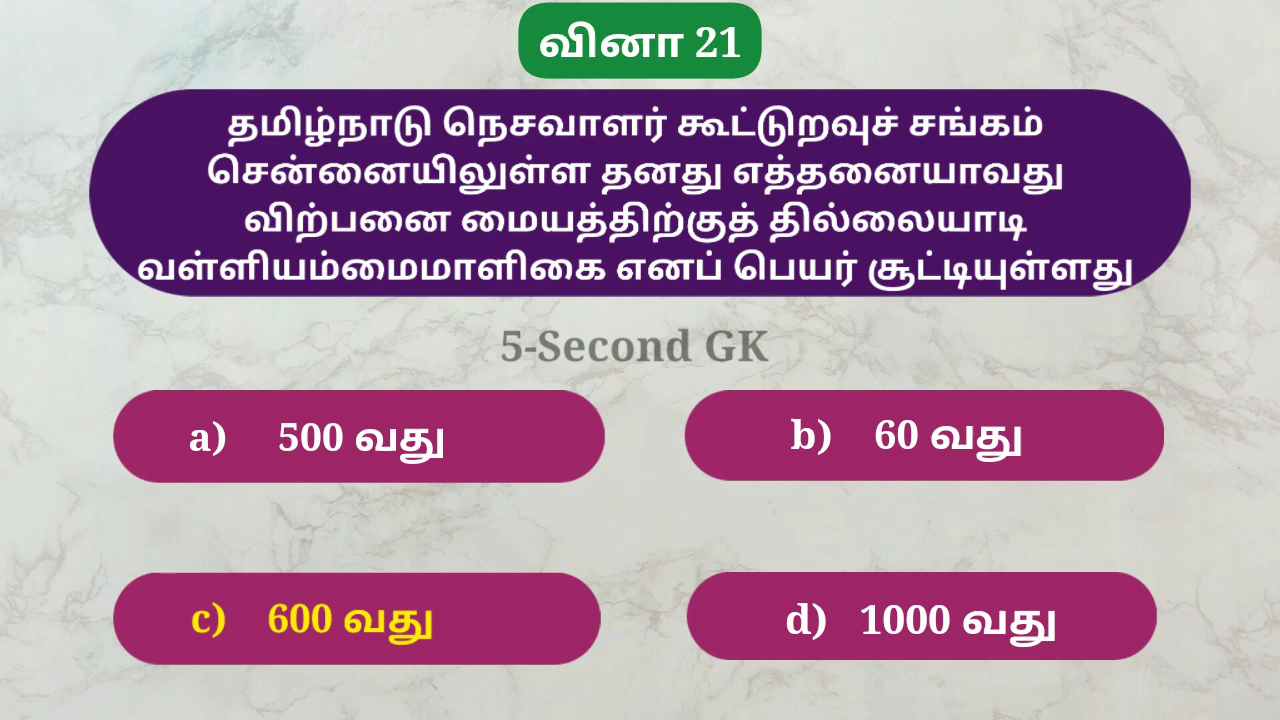 வினா 21
தமிழ்நாடு நெசவாளர் கூட்டுறவுச் சங்கம்
சென்னையிலுள்ள தனது எத்தனையாவது
விற்பனை மையத்திற்குத் தில்லையாடி
வள்ளியம்மைமாளிகை எனப் பெயர் சூட்டியுள்ளது
5-Second GK
a) 500 வது
b) 60 வது
c) 600 வது
d) 1000 வது